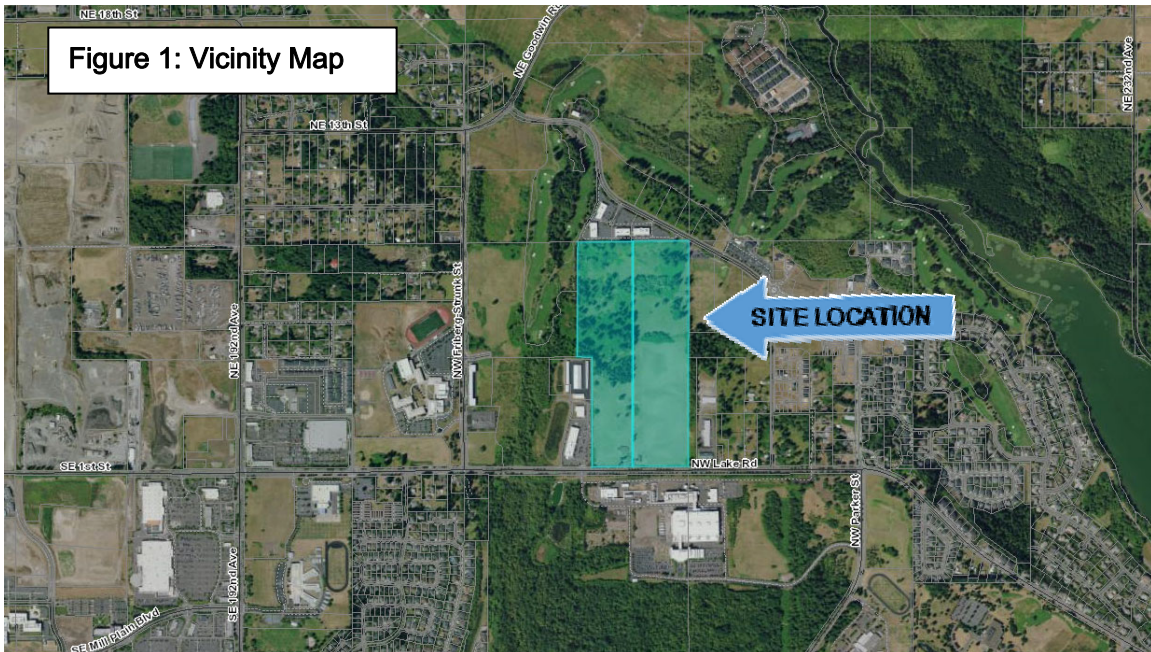 NE 18th St
Figure 1: Vicinity Map
NE Goodwin Rd
NE 232nd Ave
NE 13th St
NE 192nd Ave
NW Friberg-Strunk St
SITE LOCATION
SE 1st St
NW Lake Rd
NW Parker St
SE 192nd Ave
SE Mill Plain Blvd